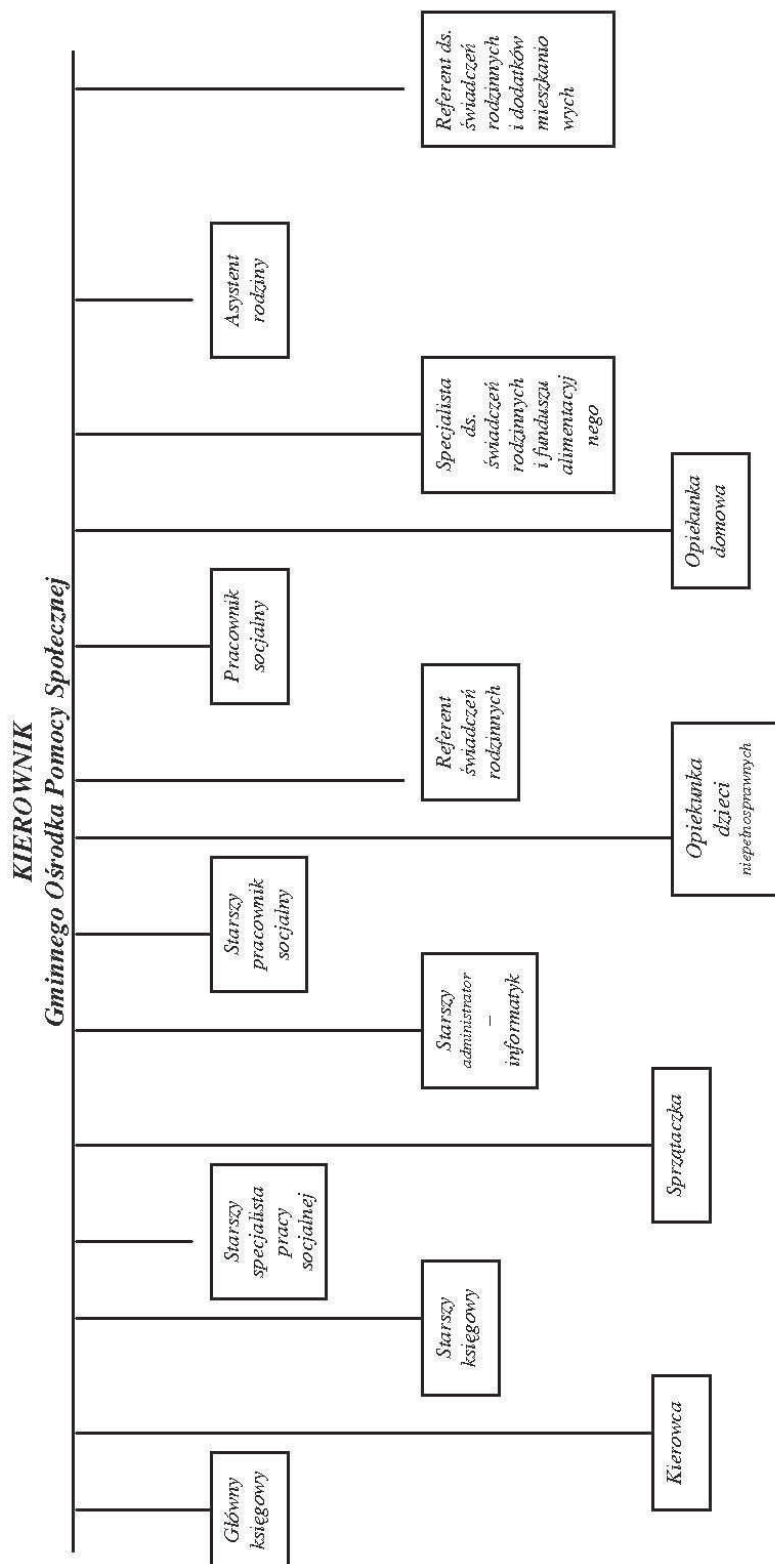 KIEROWNIK
Gminnego Ośrodka Pomocy Społecznej
Główny
księgowy
Starszy
specjalista
pracy
socjalnej
Starszy
pracownik
socjalny
Pracownik
socjalny
Asystent
rodziny
Starszy
księgowy
Starszy
administrator
–
informatyk
Referent
świadczeń
rodzinnych
Specjalista
ds.
świadczeń
rodzinnych
i funduszu
alimentacyj
nego
Referent ds.
świadczeń
rodzinnych
i dodatków
mieszkanio
wych
Kierowca
Sprzątaczka
Opiekunka
dzieci
niepełnosprawnych
Opiekunka
domowa